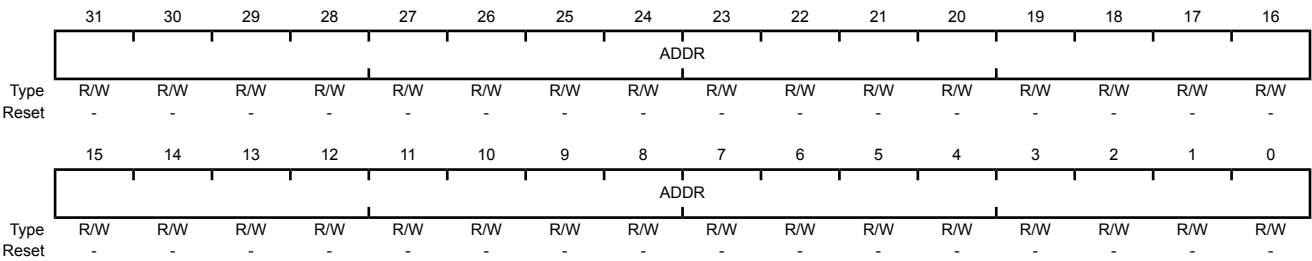 31 30 29 28 27 26 25 24 23 22 21 20 19 18 17 16
ADDR
Type R/W R/W R/W R/W R/W R/W R/W R/W R/W R/W R/W R/W R/W R/W R/W R/W
Reset - - - - - - - - - - - - - - - -
15 14 13 12 11 10 9 8 7 6 5 4 3 2 1 0
ADDR
Type R/W R/W R/W R/W R/W R/W R/W R/W R/W R/W R/W R/W R/W R/W R/W R/W
Reset - - - - - - - - - - - - - - - -